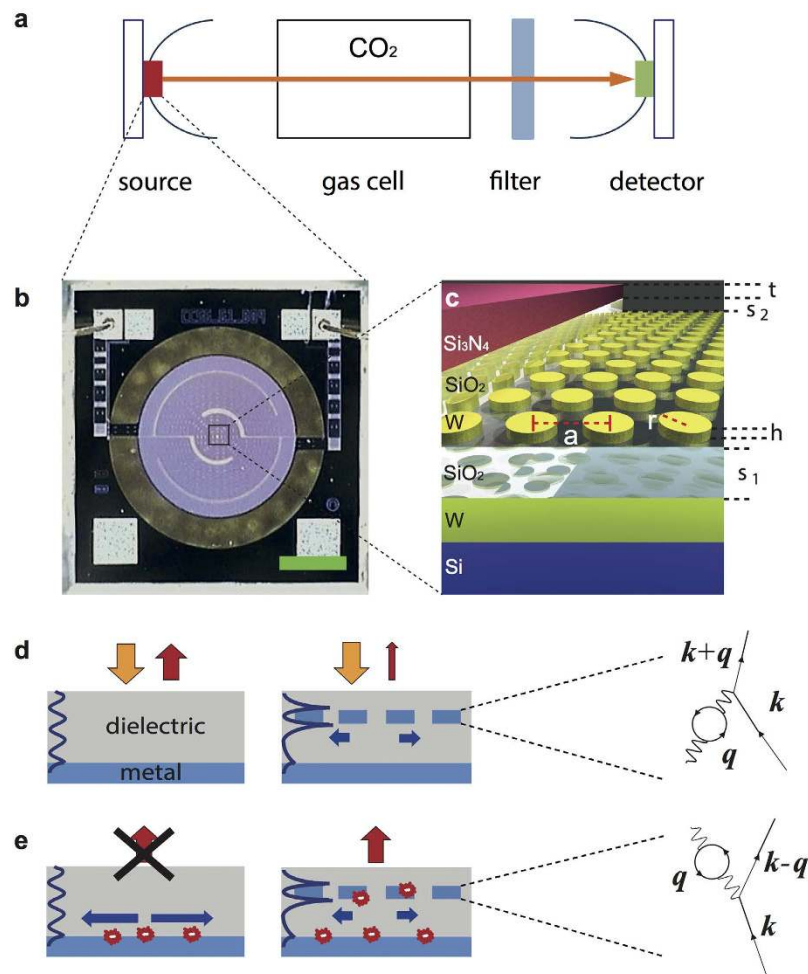 a
CO2
source
gas cell
filter
detector
b
c
t
s2
Si3N4
SiO2
W
a
r
h
SiO2
s1
W
Si
d
dielectric
metal
k+q
k
q
e
q
k-q
k